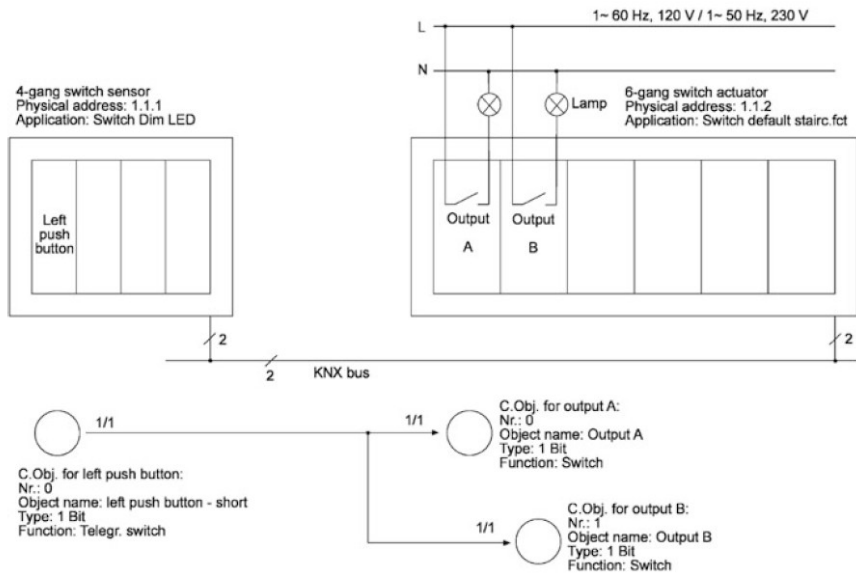 1~ 60 Hz, 120 V / 1~ 50 Hz, 230 V
L
N
4-gang switch sensor
Physical address: 1.1.1
Application: Switch Dim LED
Lamp
6-gang switch actuator
Physical address: 1.1.2
Application: Switch default stairc.fct
Left
push
button
Output
A
Output
B
2
2
2
KNX bus
1/1
1/1
C.Obj. for output A:
Nr.: 0
Object name: Output A
Type: 1 Bit
Function: Switch
C.Obj. for left push button:
Nr.: 0
Object name: left push button - short
Type: 1 Bit
Function: Telegr. switch
1/1
C.Obj. for output B:
Nr.: 1
Object name: Output B
Type: 1 Bit
Function: Switch